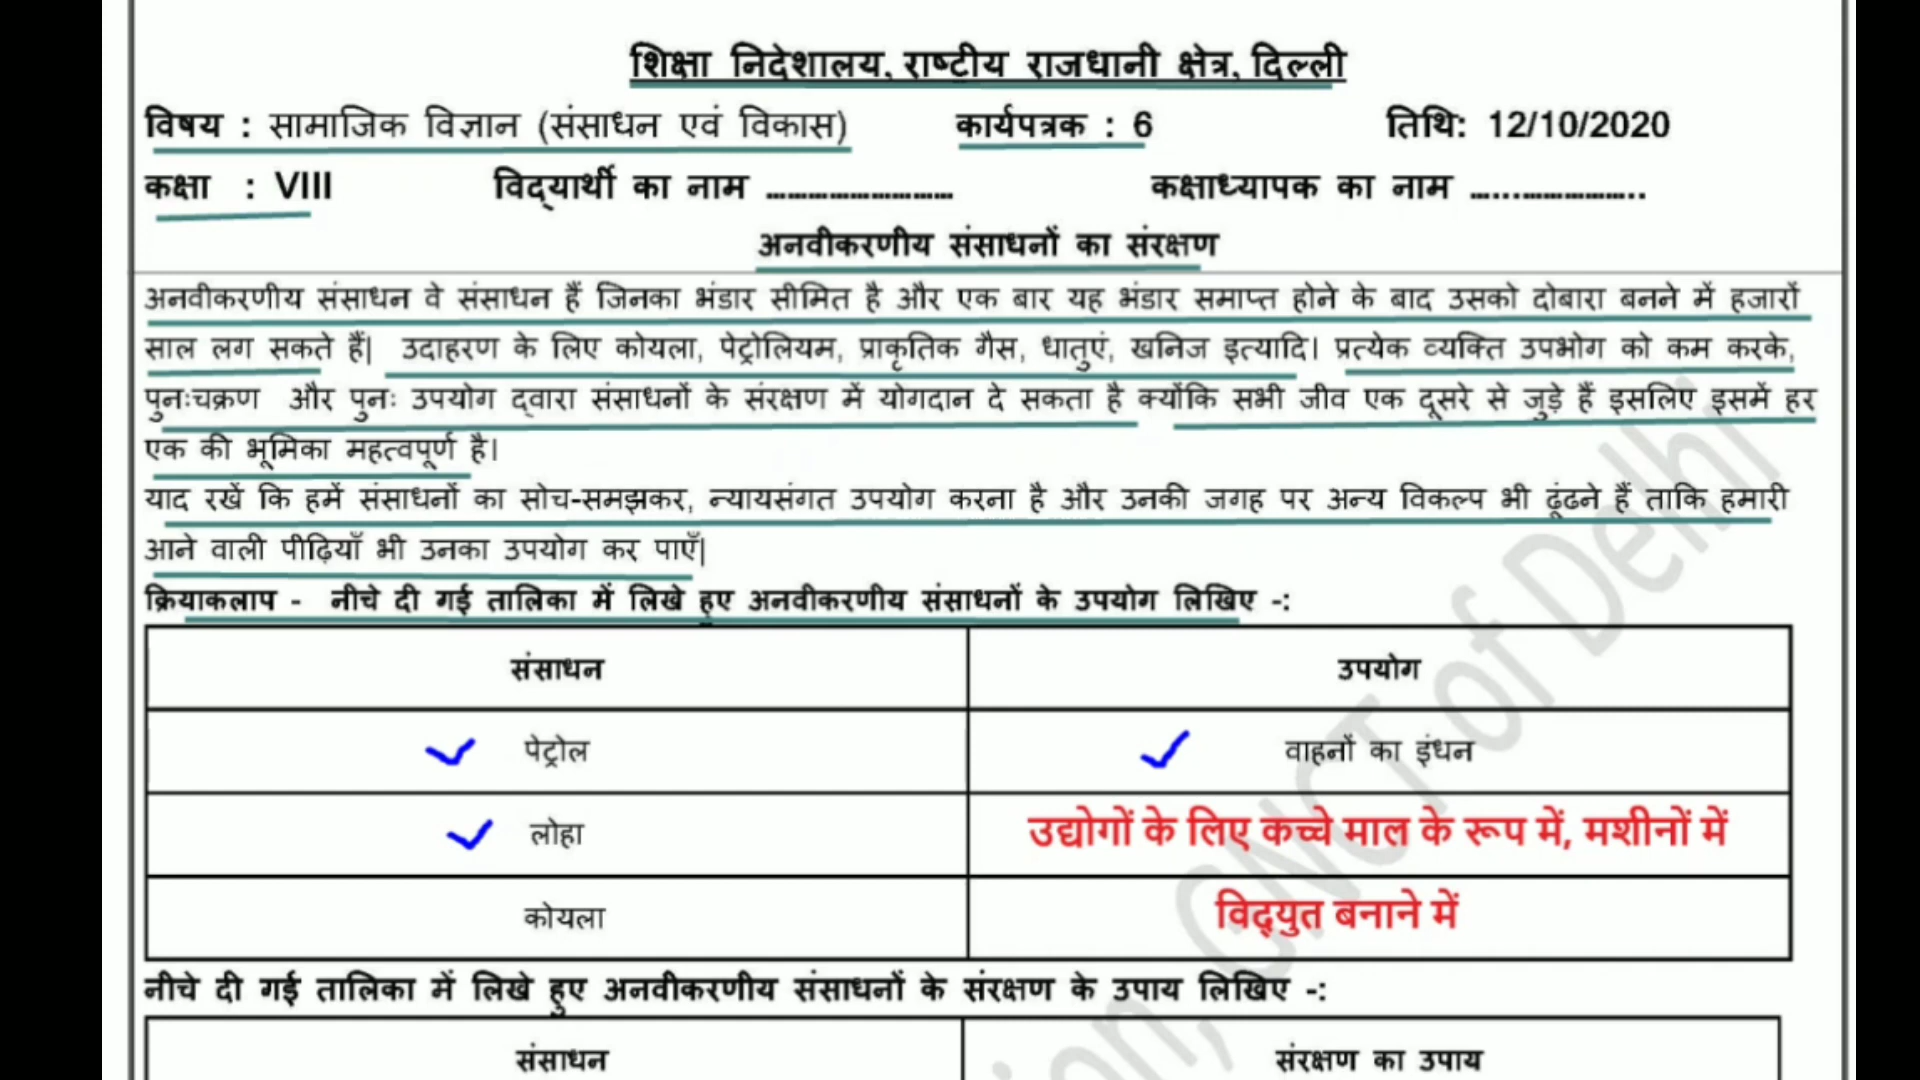 शिक्षा निदेशालय, राष्टीय राजधानी क्षेत्र, दिल्ली
विषय : सामाजिक विज्ञान (संसाधन एवं विकास) कार्यपत्रक : 6 तिथि: 12/10/2020
कक्षा : VIII विद्यार्थी का नाम ........................... कक्षाध्यापक का नाम ........................
अनवीकरणीय संसाधनों का संरक्षण
अनवीकरणीय संसाधन वे संसाधन हैं जिनका भंडार सीमित है और एक बार यह भंडार समाप्त होने के बाद उसको दोबारा बनने में हजारों
साल लग सकते हैं| उदाहरण के लिए कोयला, पेट्रोलियम, प्राकृतिक गैस, धातुएं, खनिज इत्यादि। प्रत्येक व्यक्ति उपभोग को कम करके,
पुनःचक्रण और पुनः उपयोग द्वारा संसाधनों के संरक्षण में योगदान दे सकता है क्योंकि सभी जीव एक दूसरे से जुड़े हैं इसलिए इसमें हर
एक की भूमिका महत्वपूर्ण है।
याद रखें कि हमें संसाधनों का सोच-समझकर, न्यायसंगत उपयोग करना है और उनकी जगह पर अन्य विकल्प भी ढूंढने हैं ताकि हमारी
आने वाली पीढ़ियाँ भी उनका उपयोग कर पाएँ|
क्रियाकलाप - नीचे दी गई तालिका में लिखे हुए अनवीकरणीय संसाधनों के उपयोग लिखिए -:
संसाधन उपयोग
पेट्रोल वाहनों का इंधन
लोहा उद्योगों के लिए कच्चे माल के रूप में, मशीनों में
कोयला विद्युत बनाने में
नीचे दी गई तालिका में लिखे हुए अनवीकरणीय संसाधनों के संरक्षण के उपाय लिखिए -:
संसाधन संरक्षण का उपाय
ion, GNCT of Delhi